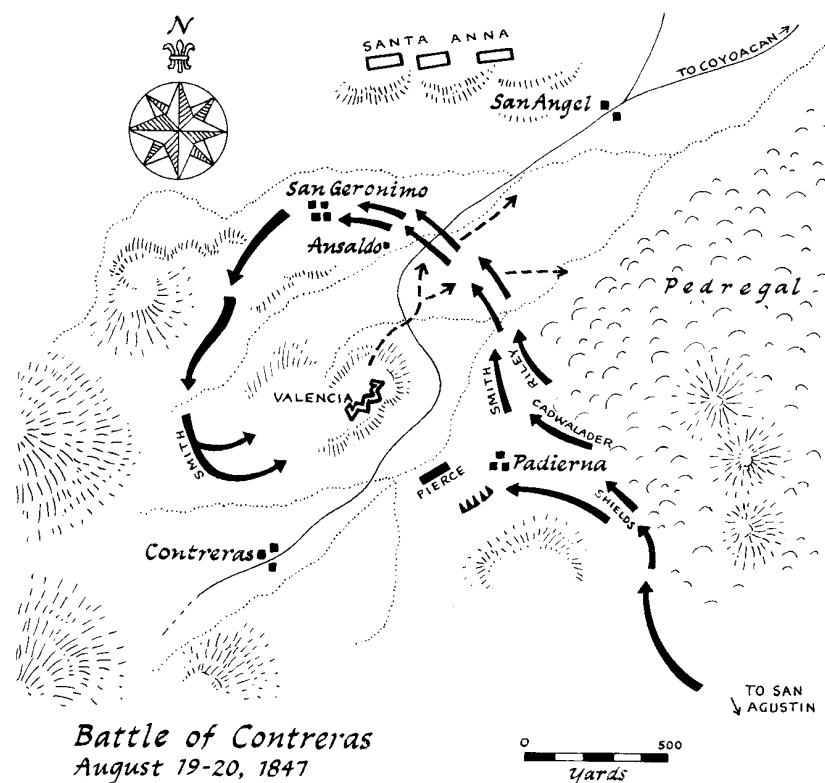 N
SANTA ANNA
TO COYOACAN
San Angel
San Geronimo
Ansaldo
Pedregal
RILEY
SMITH
VALENCIA
CADWALADER
SMITH
Padierna
PIERCE
SHIELDS
Contreras
TO SAN
AGUSTIN
Battle of Contreras
August 19-20, 1847
0 500
Yards